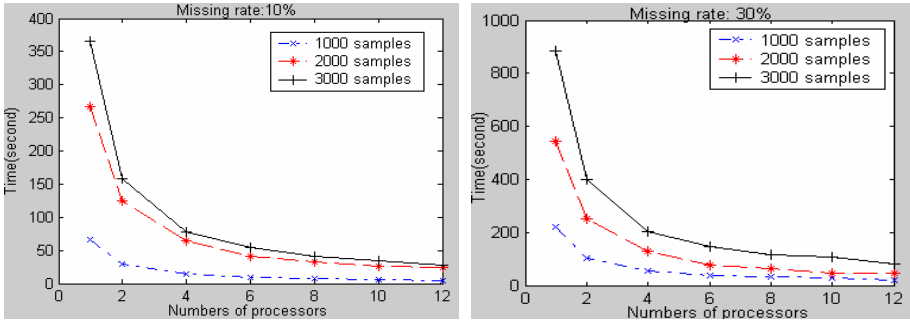 Missing rate:10%
400
350
300
250
200
150
100
50
0
Time(second)
1000 samples
2000 samples
3000 samples
0
2
4
6
8
10
12
Numbers of processors
Missing rate: 30%
1000
800
600
400
200
0
Time(second)
1000 samples
2000 samples
3000 samples
0
2
4
6
8
10
12
Numbers of processors